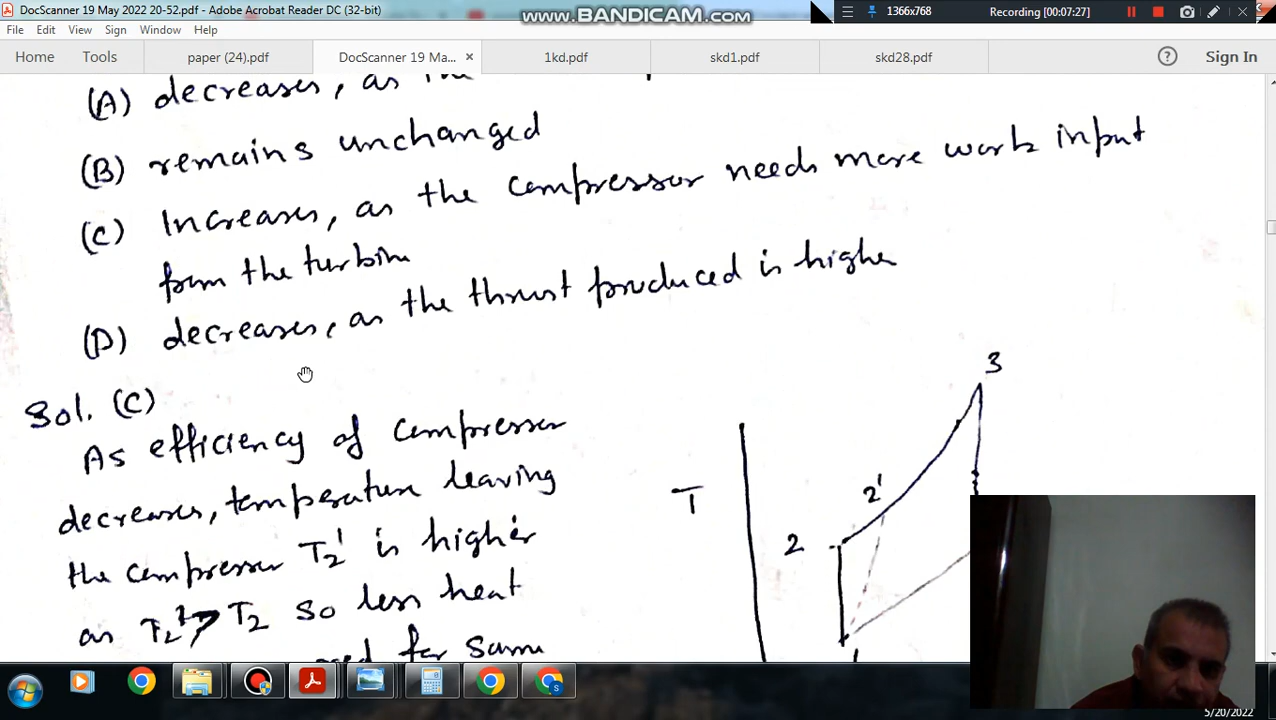 DocScanner 19 May 2022 20-52.pdf - Adobe Acrobat Reader DC (32-bit)
www.BANDICAM.com
1366x768
Recording [00:07:27]
File Edit View Sign Window Help
Home Tools paper (24).pdf DocScanner 19 Ma... × 1kd.pdf skd1.pdf skd28.pdf Sign In
(A) decreases, as the
(B) remains unchanged
(C) Increases, as the compressor needs more work input
from the turbine
(D) decreases, as the thrust produced is higher
Sol. (C)
As efficiency of compressor
decreases, temperature leaving
the compressor T2' is higher
as T2' > T2 so less heat
for same
3
2'
T
2
1
5/20/2022